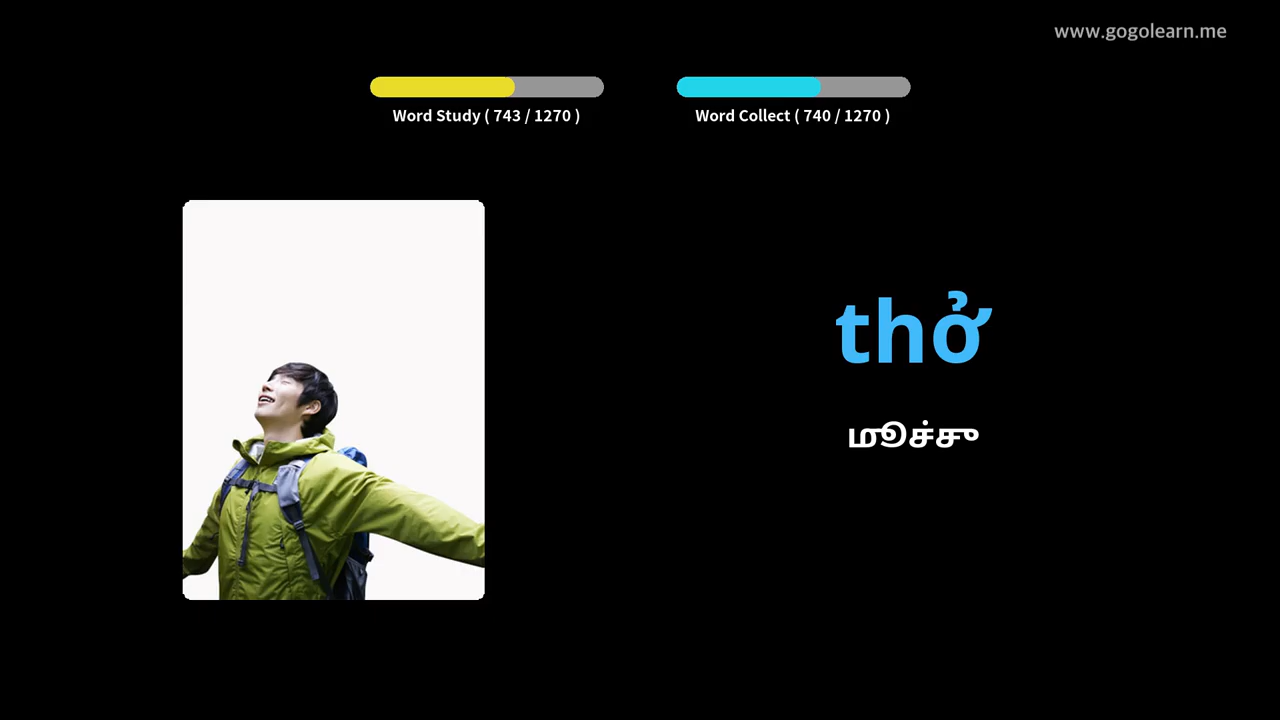 www.gogolearn.me
Word Study ( 743 / 1270 )
Word Collect ( 740 / 1270 )
thở
மூச்சு